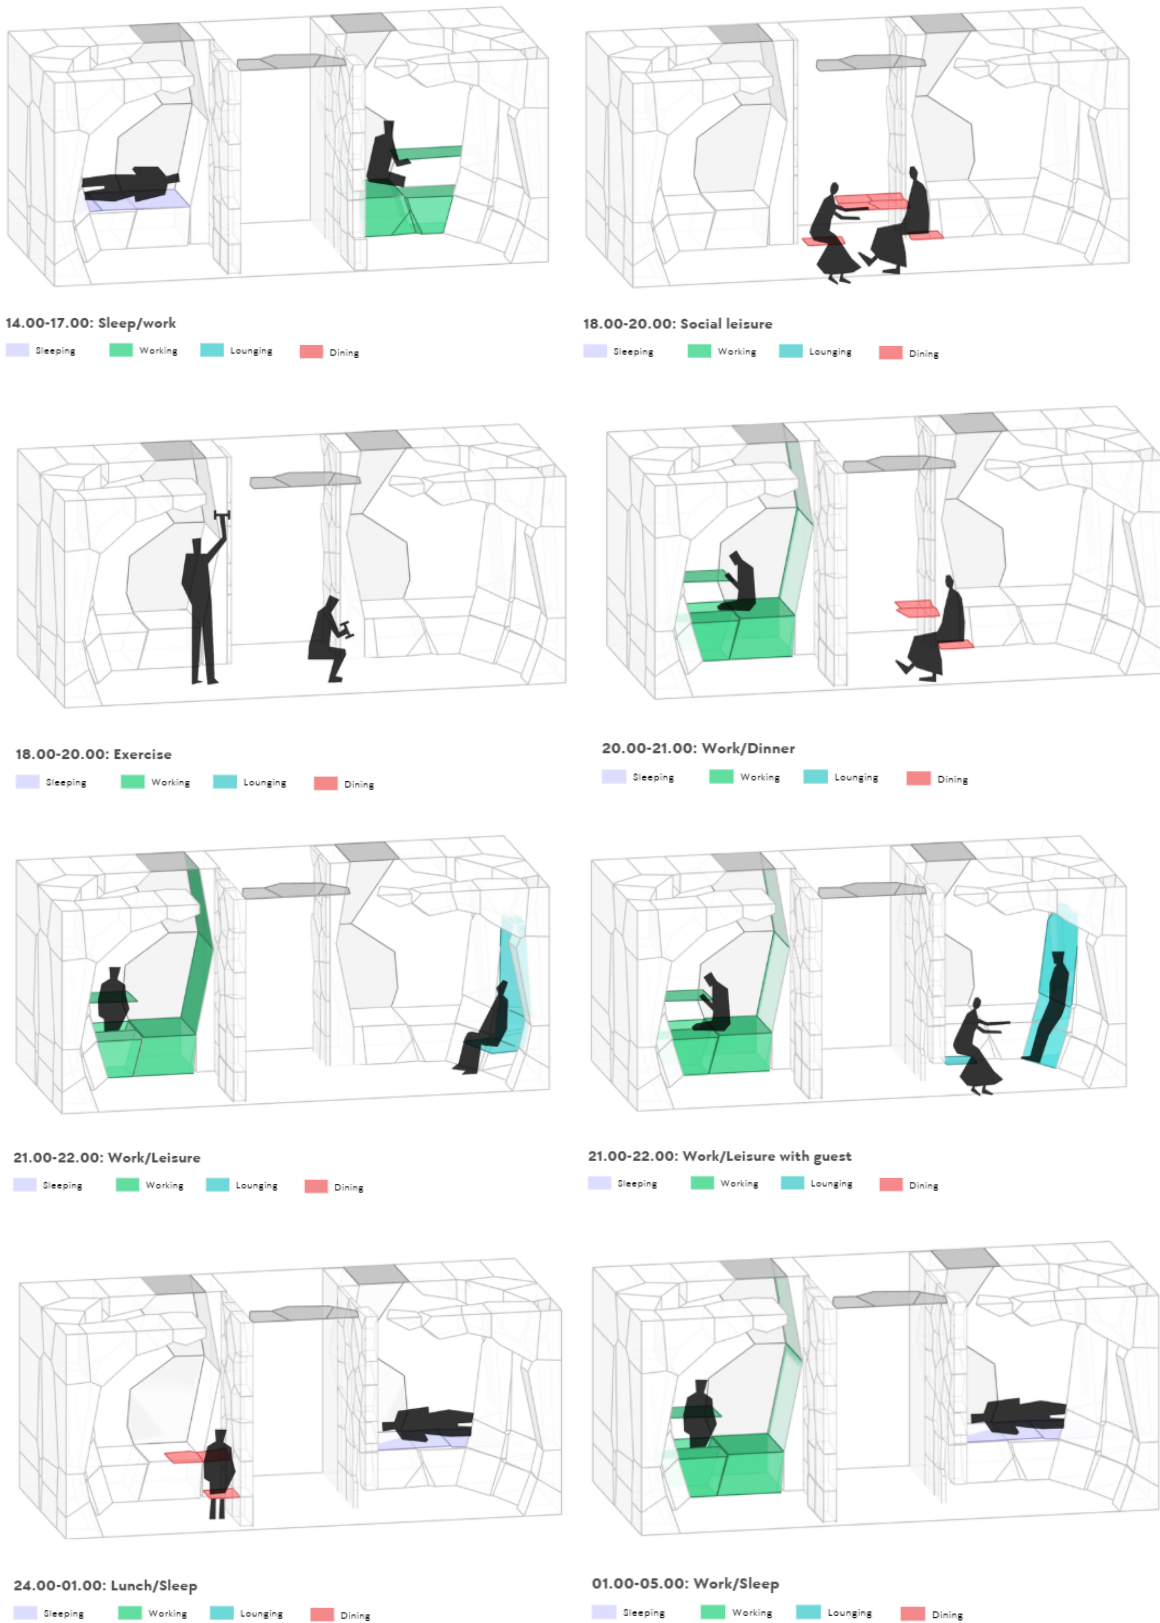 14.00-17.00: Sleep/work
Sleeping Working Lounging Dining
18.00-20.00: Social leisure
Sleeping Working Lounging Dining
18.00-20.00: Exercise
Sleeping Working Lounging Dining
20.00-21.00: Work/Dinner
Sleeping Working Lounging Dining
21.00-22.00: Work/Leisure
Sleeping Working Lounging Dining
21.00-22.00: Work/Leisure with guest
Sleeping Working Lounging Dining
24.00-01.00: Lunch/Sleep
Sleeping Working Lounging Dining
01.00-05.00: Work/Sleep
Sleeping Working Lounging Dining